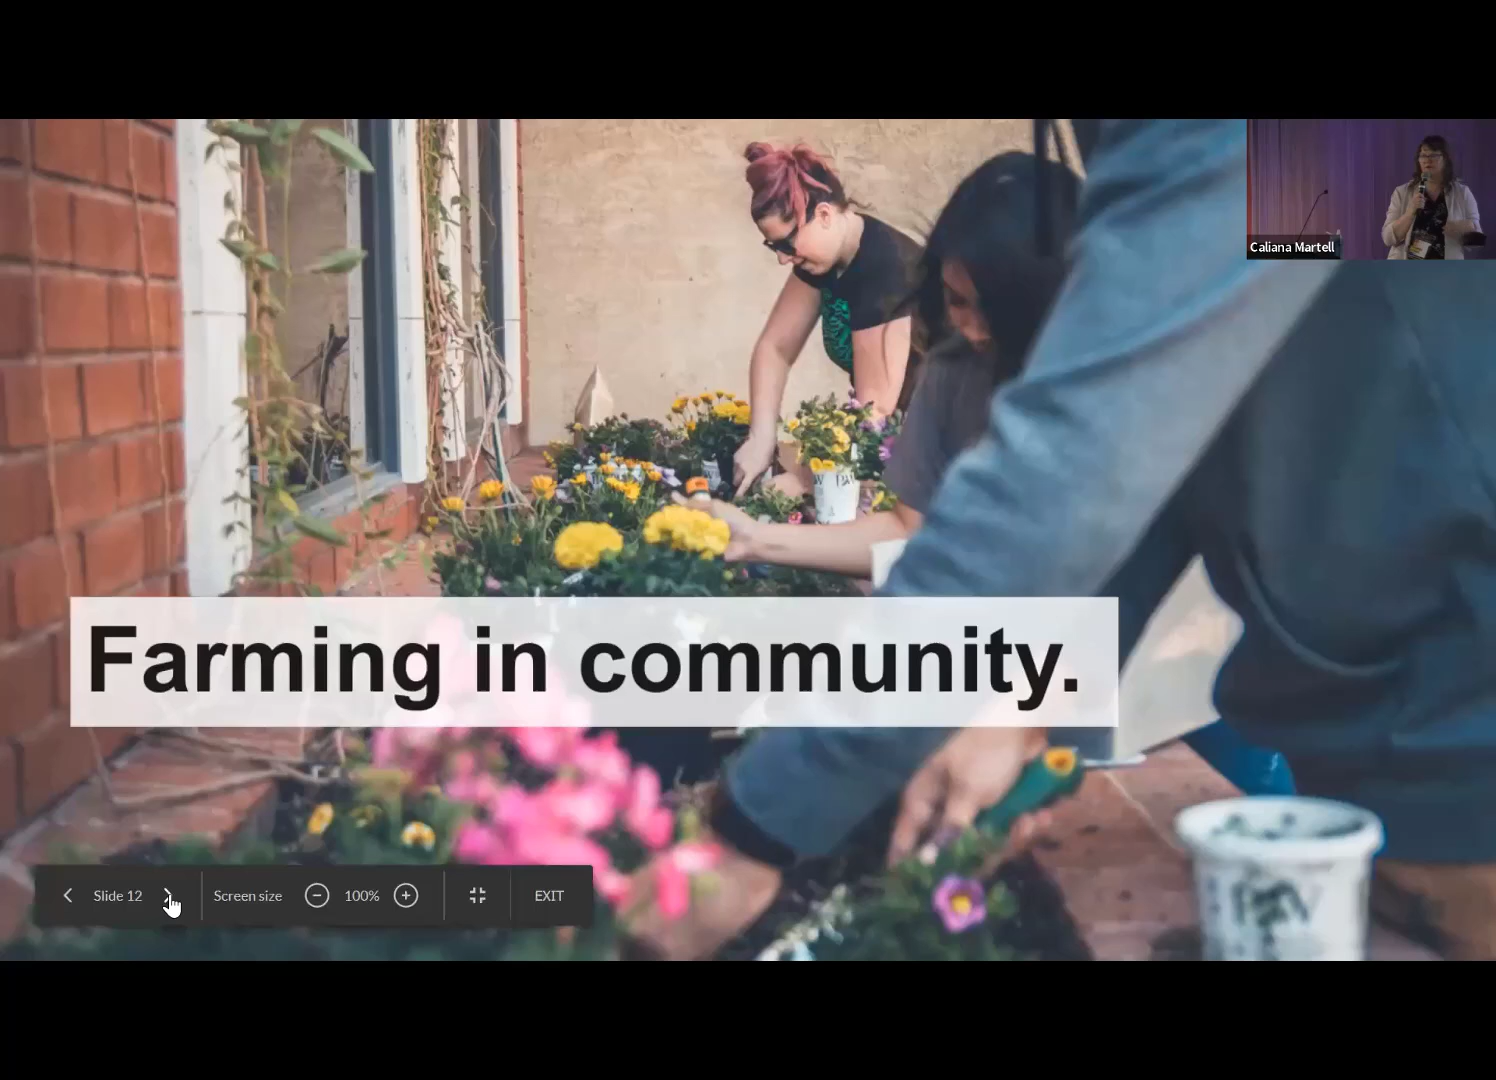 Caliana Martell
Farming in community.
Slide 12
Screen size
100%
EXIT